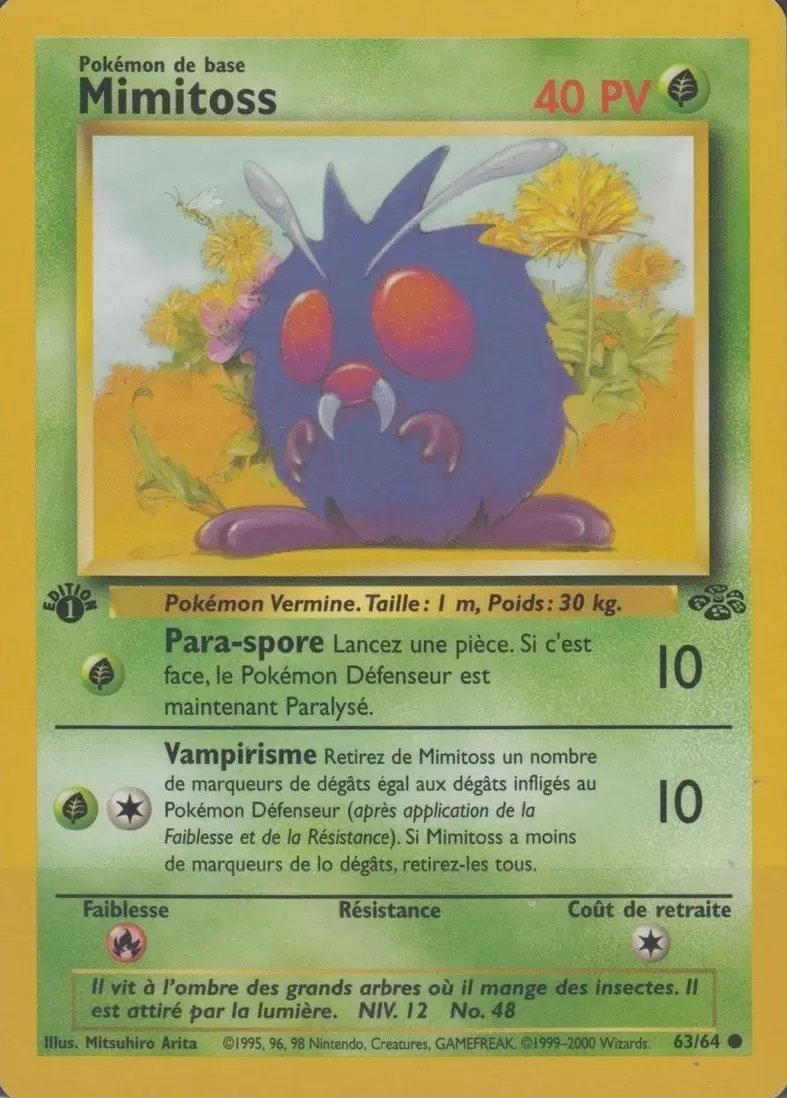 Pokémon de base
Mimitoss
40 PV
EDITION
1
Pokémon Vermine. Taille: 1 m, Poids: 30 kg.
Para-spore Lancez une pièce. Si c'est
face, le Pokémon Défenseur est
maintenant Paralysé.
10
Vampirisme Retirez de Mimitoss un nombre
de marqueurs de dégâts égal aux dégâts infligés au
Pokémon Défenseur (après application de la
Faiblesse et de la Résistance). Si Mimitoss a moins
de marqueurs de lo dégâts, retirez-les tous.
10
Faiblesse Résistance Coût de retraite
Il vit à l'ombre des grands arbres où il mange des insectes. Il
est attiré par la lumière. NIV. 12 No. 48
Illus. Mitsuhiro Arita ©1995, 96, 98 Nintendo, Creatures, GAMEFREAK. ©1999-2000 Wizards. 63/64